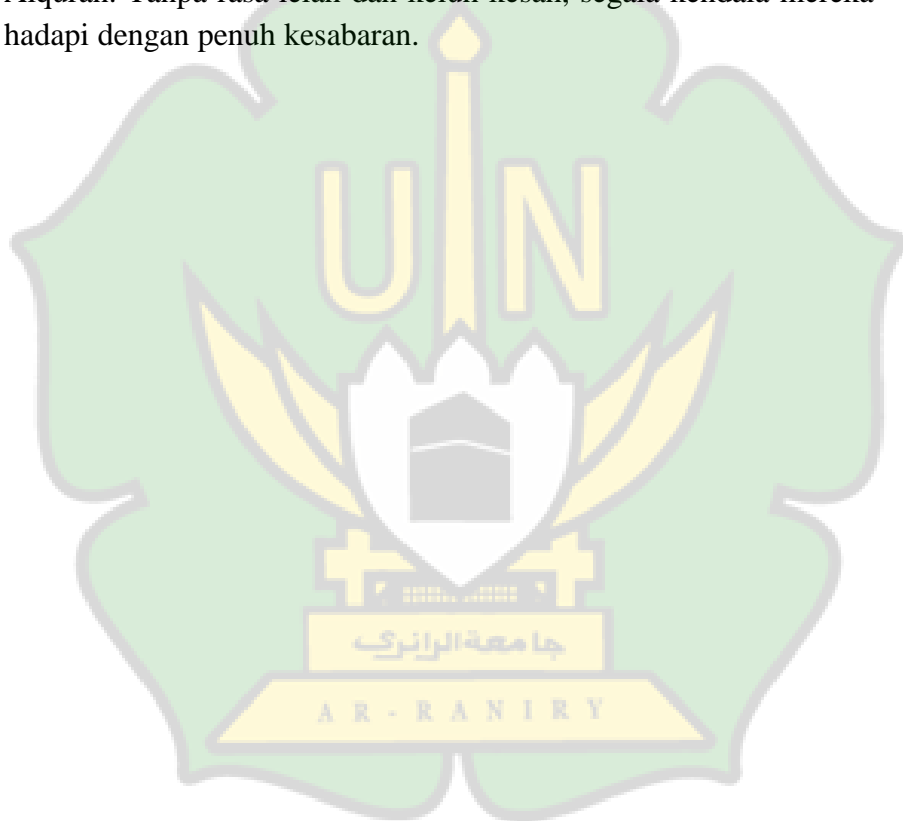 Alquran. Tanpa rasa lelah dan keluh kesah, segala kendala mereka
hadapi dengan penuh kesabaran.
UIN
جامعة الرانري
AR-RANIRY